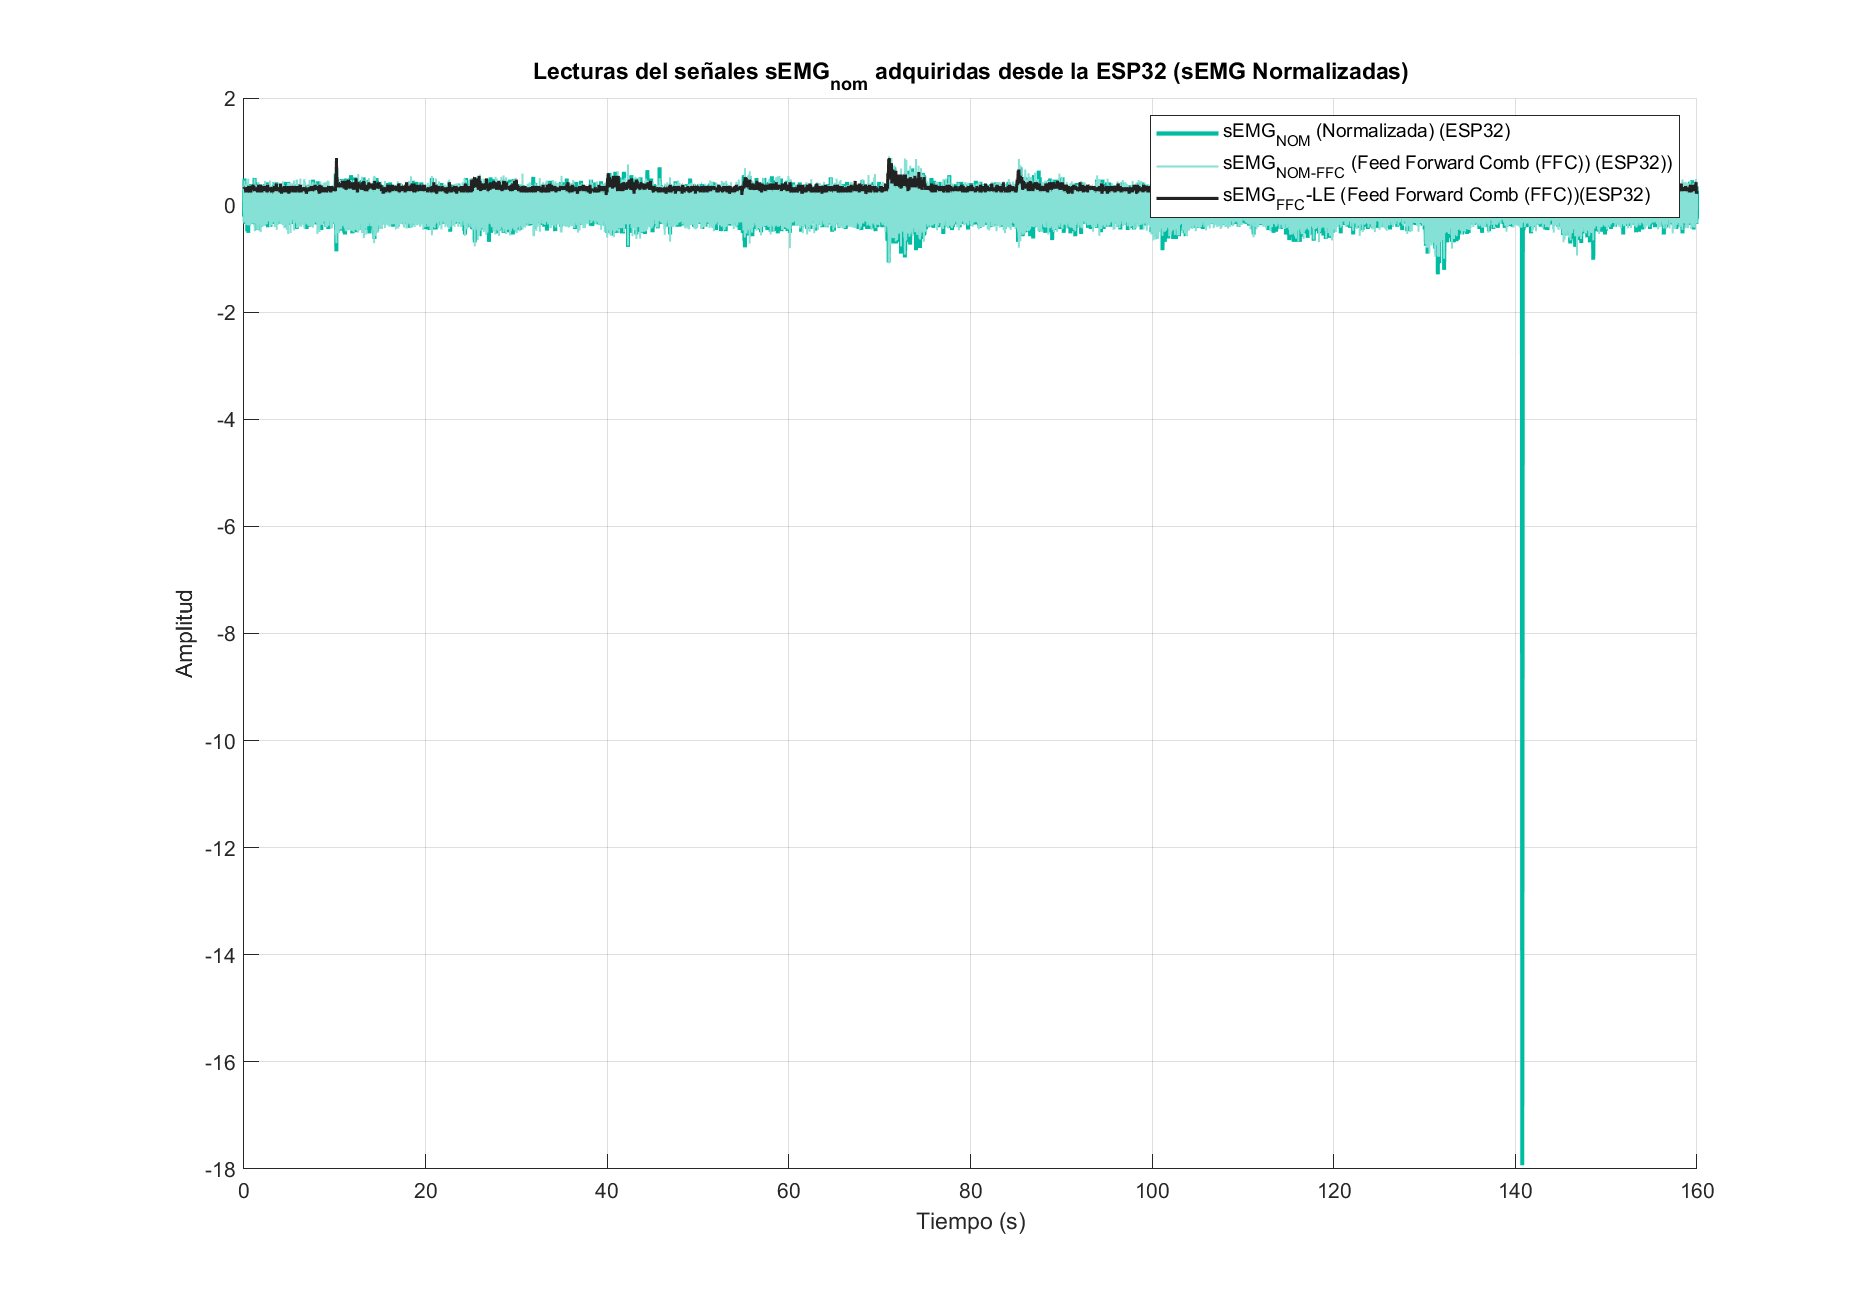 Lecturas del señales sEMGnom adquiridas desde la ESP32 (sEMG Normalizadas)
sEMGNOM (Normalizada) (ESP32)
sEMGNOM-FFC (Feed Forward Comb (FFC)) (ESP32))
sEMGFFC-LE (Feed Forward Comb (FFC))(ESP32)
2
0
-2
-4
-6
-8
-10
-12
-14
-16
-18
Amplitud
0 20 40 60 80 100 120 140 160
Tiempo (s)